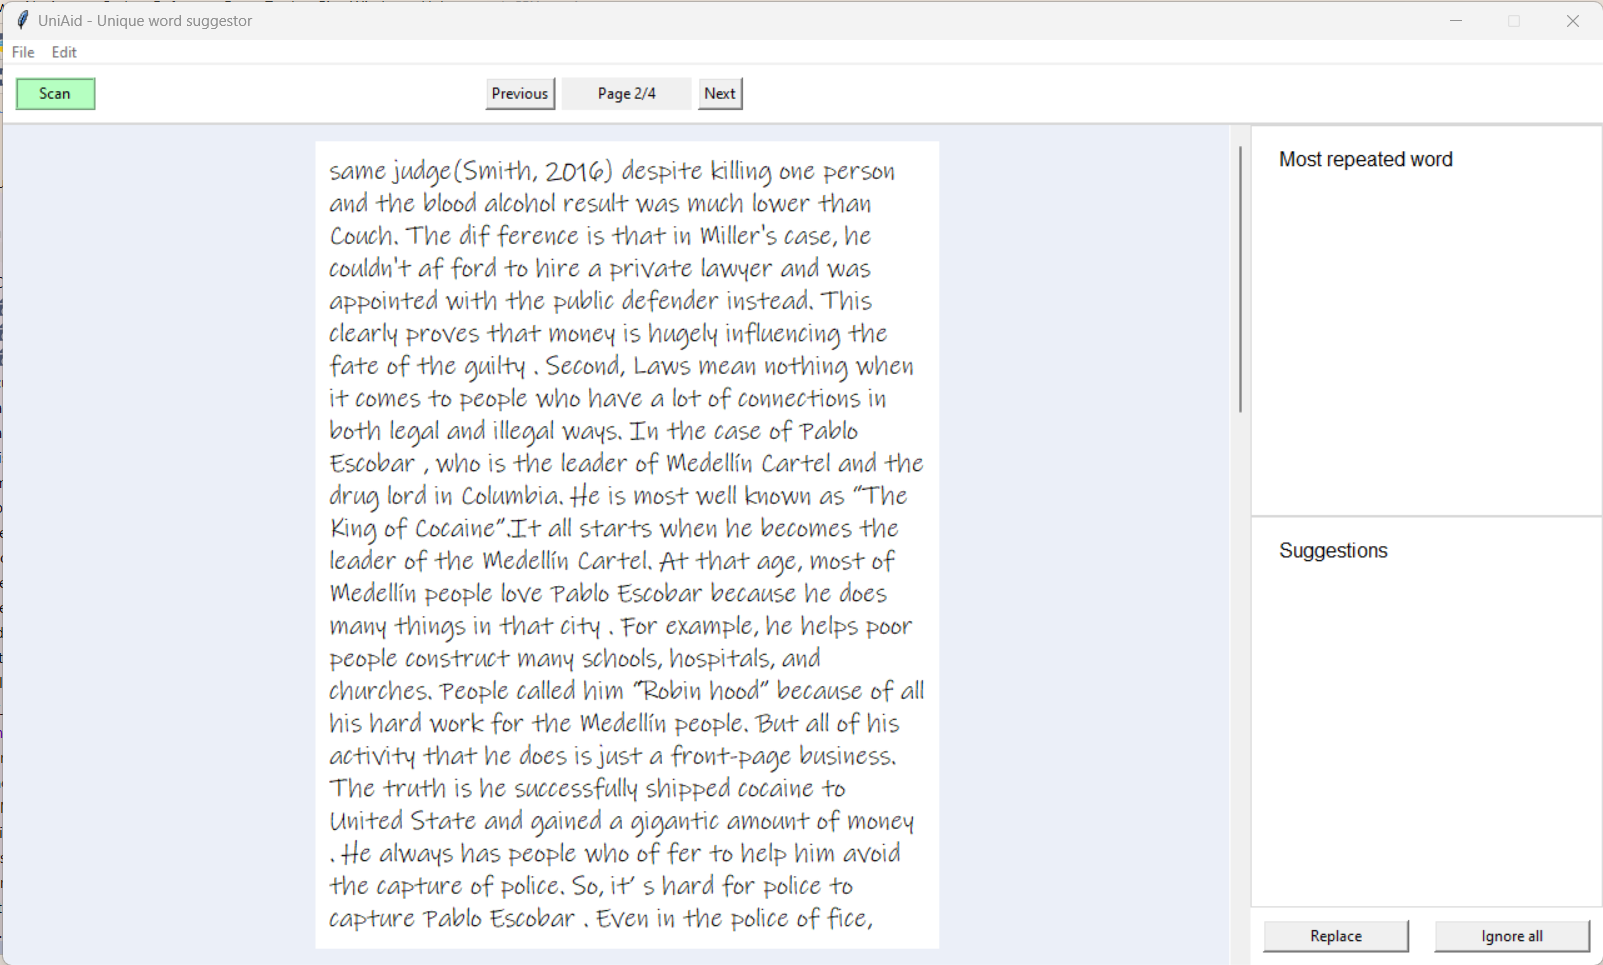 UniAid - Unique word suggestor
File Edit
Scan
Previous
Page 2/4
Next
same judge(Smith, 2016) despite killing one person
and the blood alcohol result was much lower than
Couch. The dif ference is that in Miller's case, he
couldn't af ford to hire a private lawyer and was
appointed with the public defender instead. This
clearly proves that money is hugely influencing the
fate of the guilty . Second, Laws mean nothing when
it comes to people who have a lot of connections in
both legal and illegal ways. In the case of Pablo
Escobar , who is the leader of Medellín Cartel and the
drug lord in Columbia. He is most well known as “The
King of Cocaine”.It all starts when he becomes the
leader of the Medellín Cartel. At that age, most of
Medellín people love Pablo Escobar because he does
many things in that city . For example, he helps poor
people construct many schools, hospitals, and
churches. People called him “Robin hood” because of all
his hard work for the Medellín people. But all of his
activity that he does is just a front-page business.
The truth is he successfully shipped cocaine to
United State and gained a gigantic amount of money
. He always has people who of fer to help him avoid
the capture of police. So, it’ s hard for police to
capture Pablo Escobar . Even in the police of fice,
Most repeated word
Suggestions
Replace
Ignore all